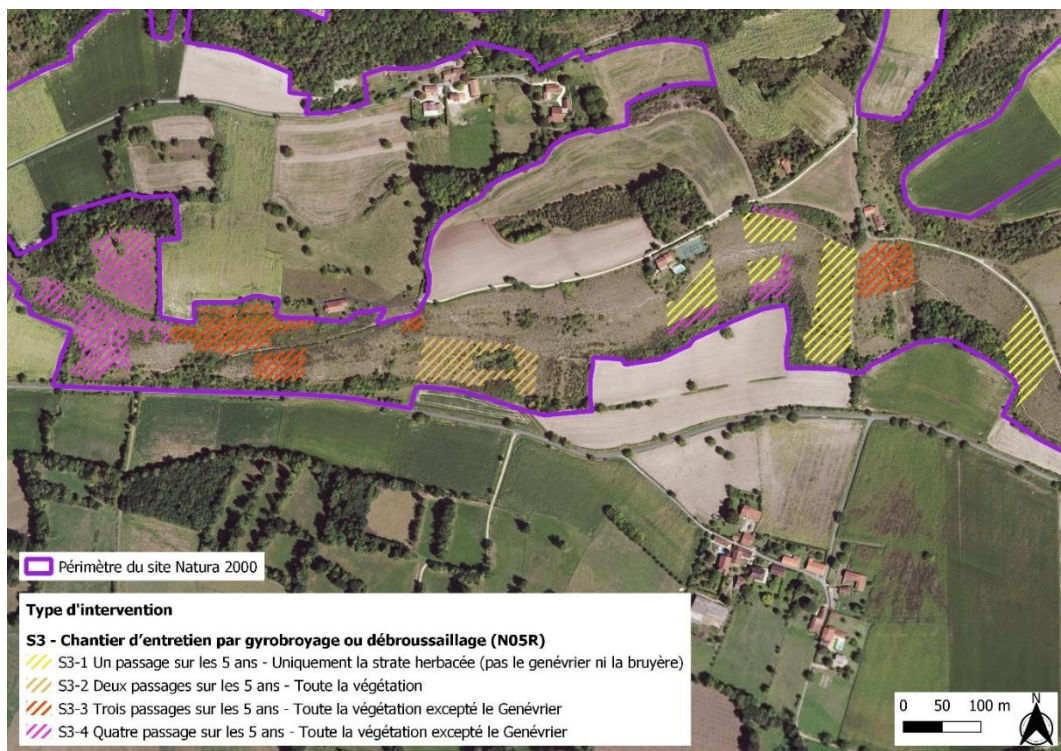 Périmètre du site Natura 2000
Type d'intervention
S3 - Chantier d'entretien par gyrobroyage ou débroussaillage (N05R)
S3-1 Un passage sur les 5 ans - Uniquement la strate herbacée (pas le genévrier ni la bruyère)
S3-2 Deux passages sur les 5 ans - Toute la végétation
S3-3 Trois passages sur les 5 ans - Toute la végétation excepté le Genévrier
S3-4 Quatre passage sur les 5 ans - Toute la végétation excepté le Genévrier
0 50 100 m
N